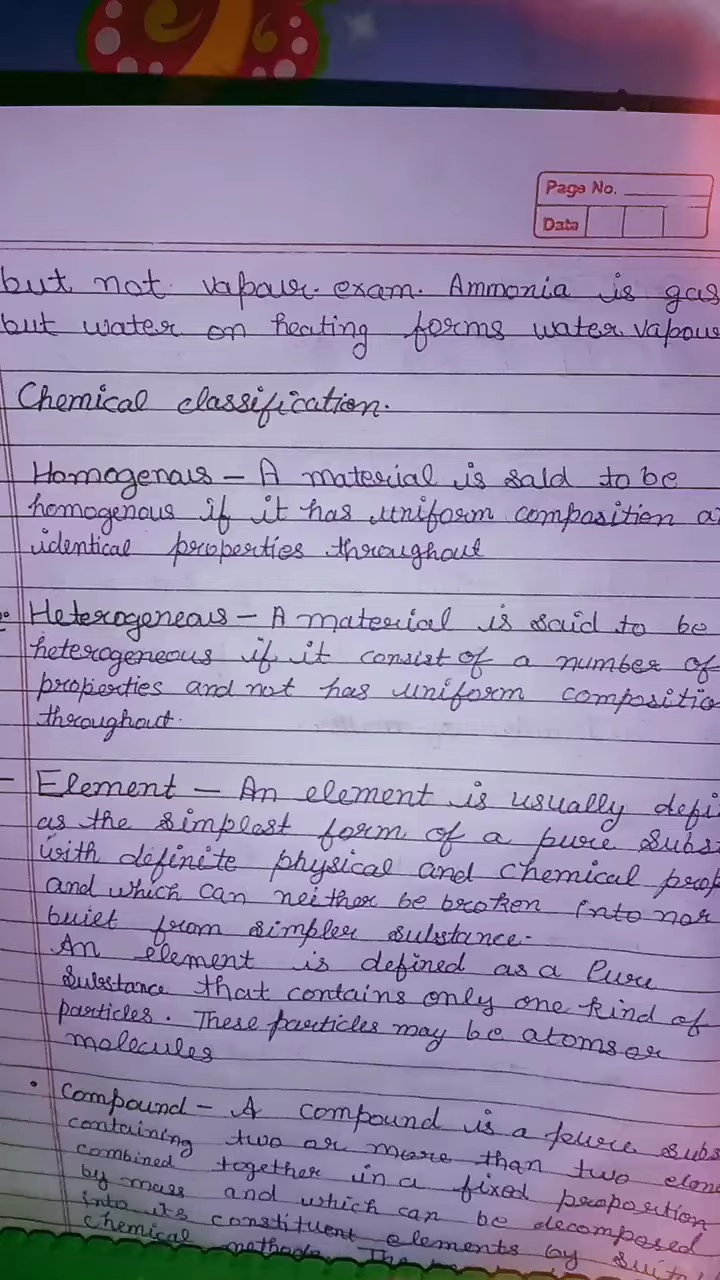 Page No.
Data
but not vapour. exam. Ammonia is gas
but water on heating forms water vapour
Chemical classification.
Homogenous - A material is said to be
homogenous if it has uniform composition a
identical properties throughout
Heterogeneous - A material is said to be
heterogeneous if it consist of a number of
properties and not has uniform compositio
throughout.
- Element - An element is usually defi
as the simplest form of a pure subs
with definite physical and chemical prop
and which can neither be broken into nor
built from simpler substance.
An element is defined as a Pure
substance that contains only one kind of
particles. These particles may be atoms or
molecules
• Compound - A compound is a pure subs
containing two or more than two elem
combined together in a fixed proportion
by mass and which can be decomposed
into its constituent elements by suit
chemical methods. The